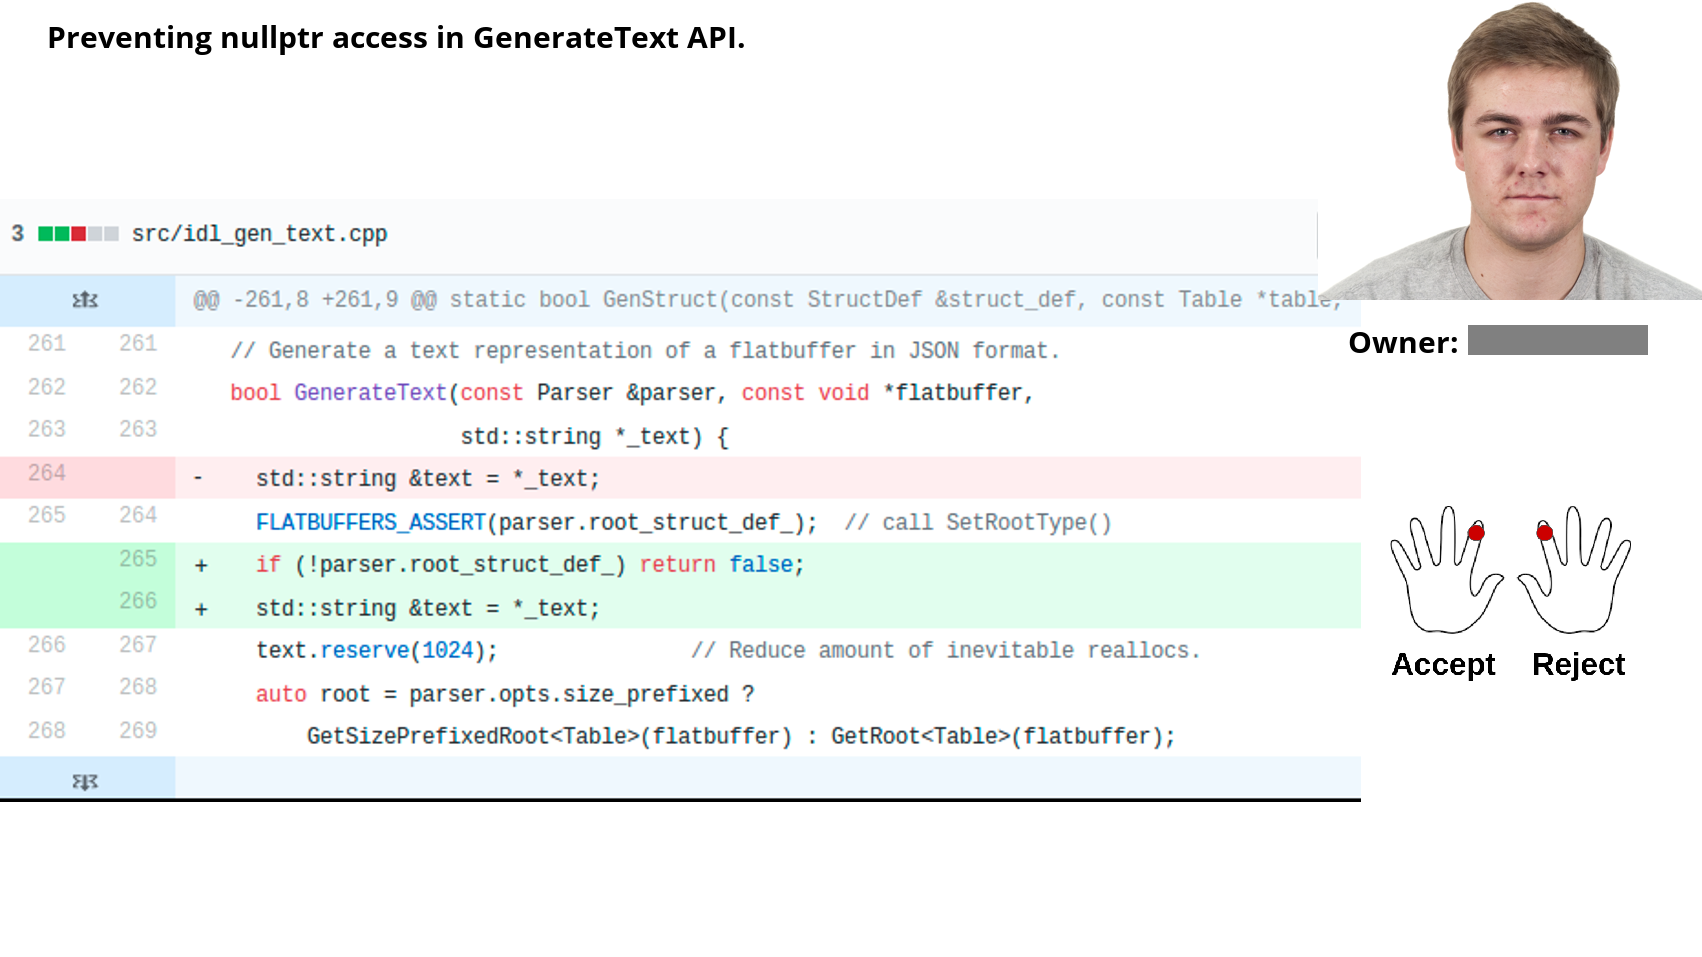 Preventing nullptr access in GenerateText API.
3 src/idl_gen_text.cpp
@@ -261,8 +261,9 @@ static bool GenStruct(const StructDef &struct_def, const Table *table,
261 261 // Generate a text representation of a flatbuffer in JSON format.
262 262 bool GenerateText(const Parser &parser, const void *flatbuffer,
263 263 std::string *_text) {
264 - std::string &text = *_text;
265 264 FLATBUFFERS_ASSERT(parser.root_struct_def_); // call SetRootType()
265 + if (!parser.root_struct_def_) return false;
266 + std::string &text = *_text;
266 267 text.reserve(1024); // Reduce amount of inevitable reallocs.
267 268 auto root = parser.opts.size_prefixed ?
268 269 GetSizePrefixedRoot<Table>(flatbuffer) : GetRoot<Table>(flatbuffer);
Owner:
Accept Reject